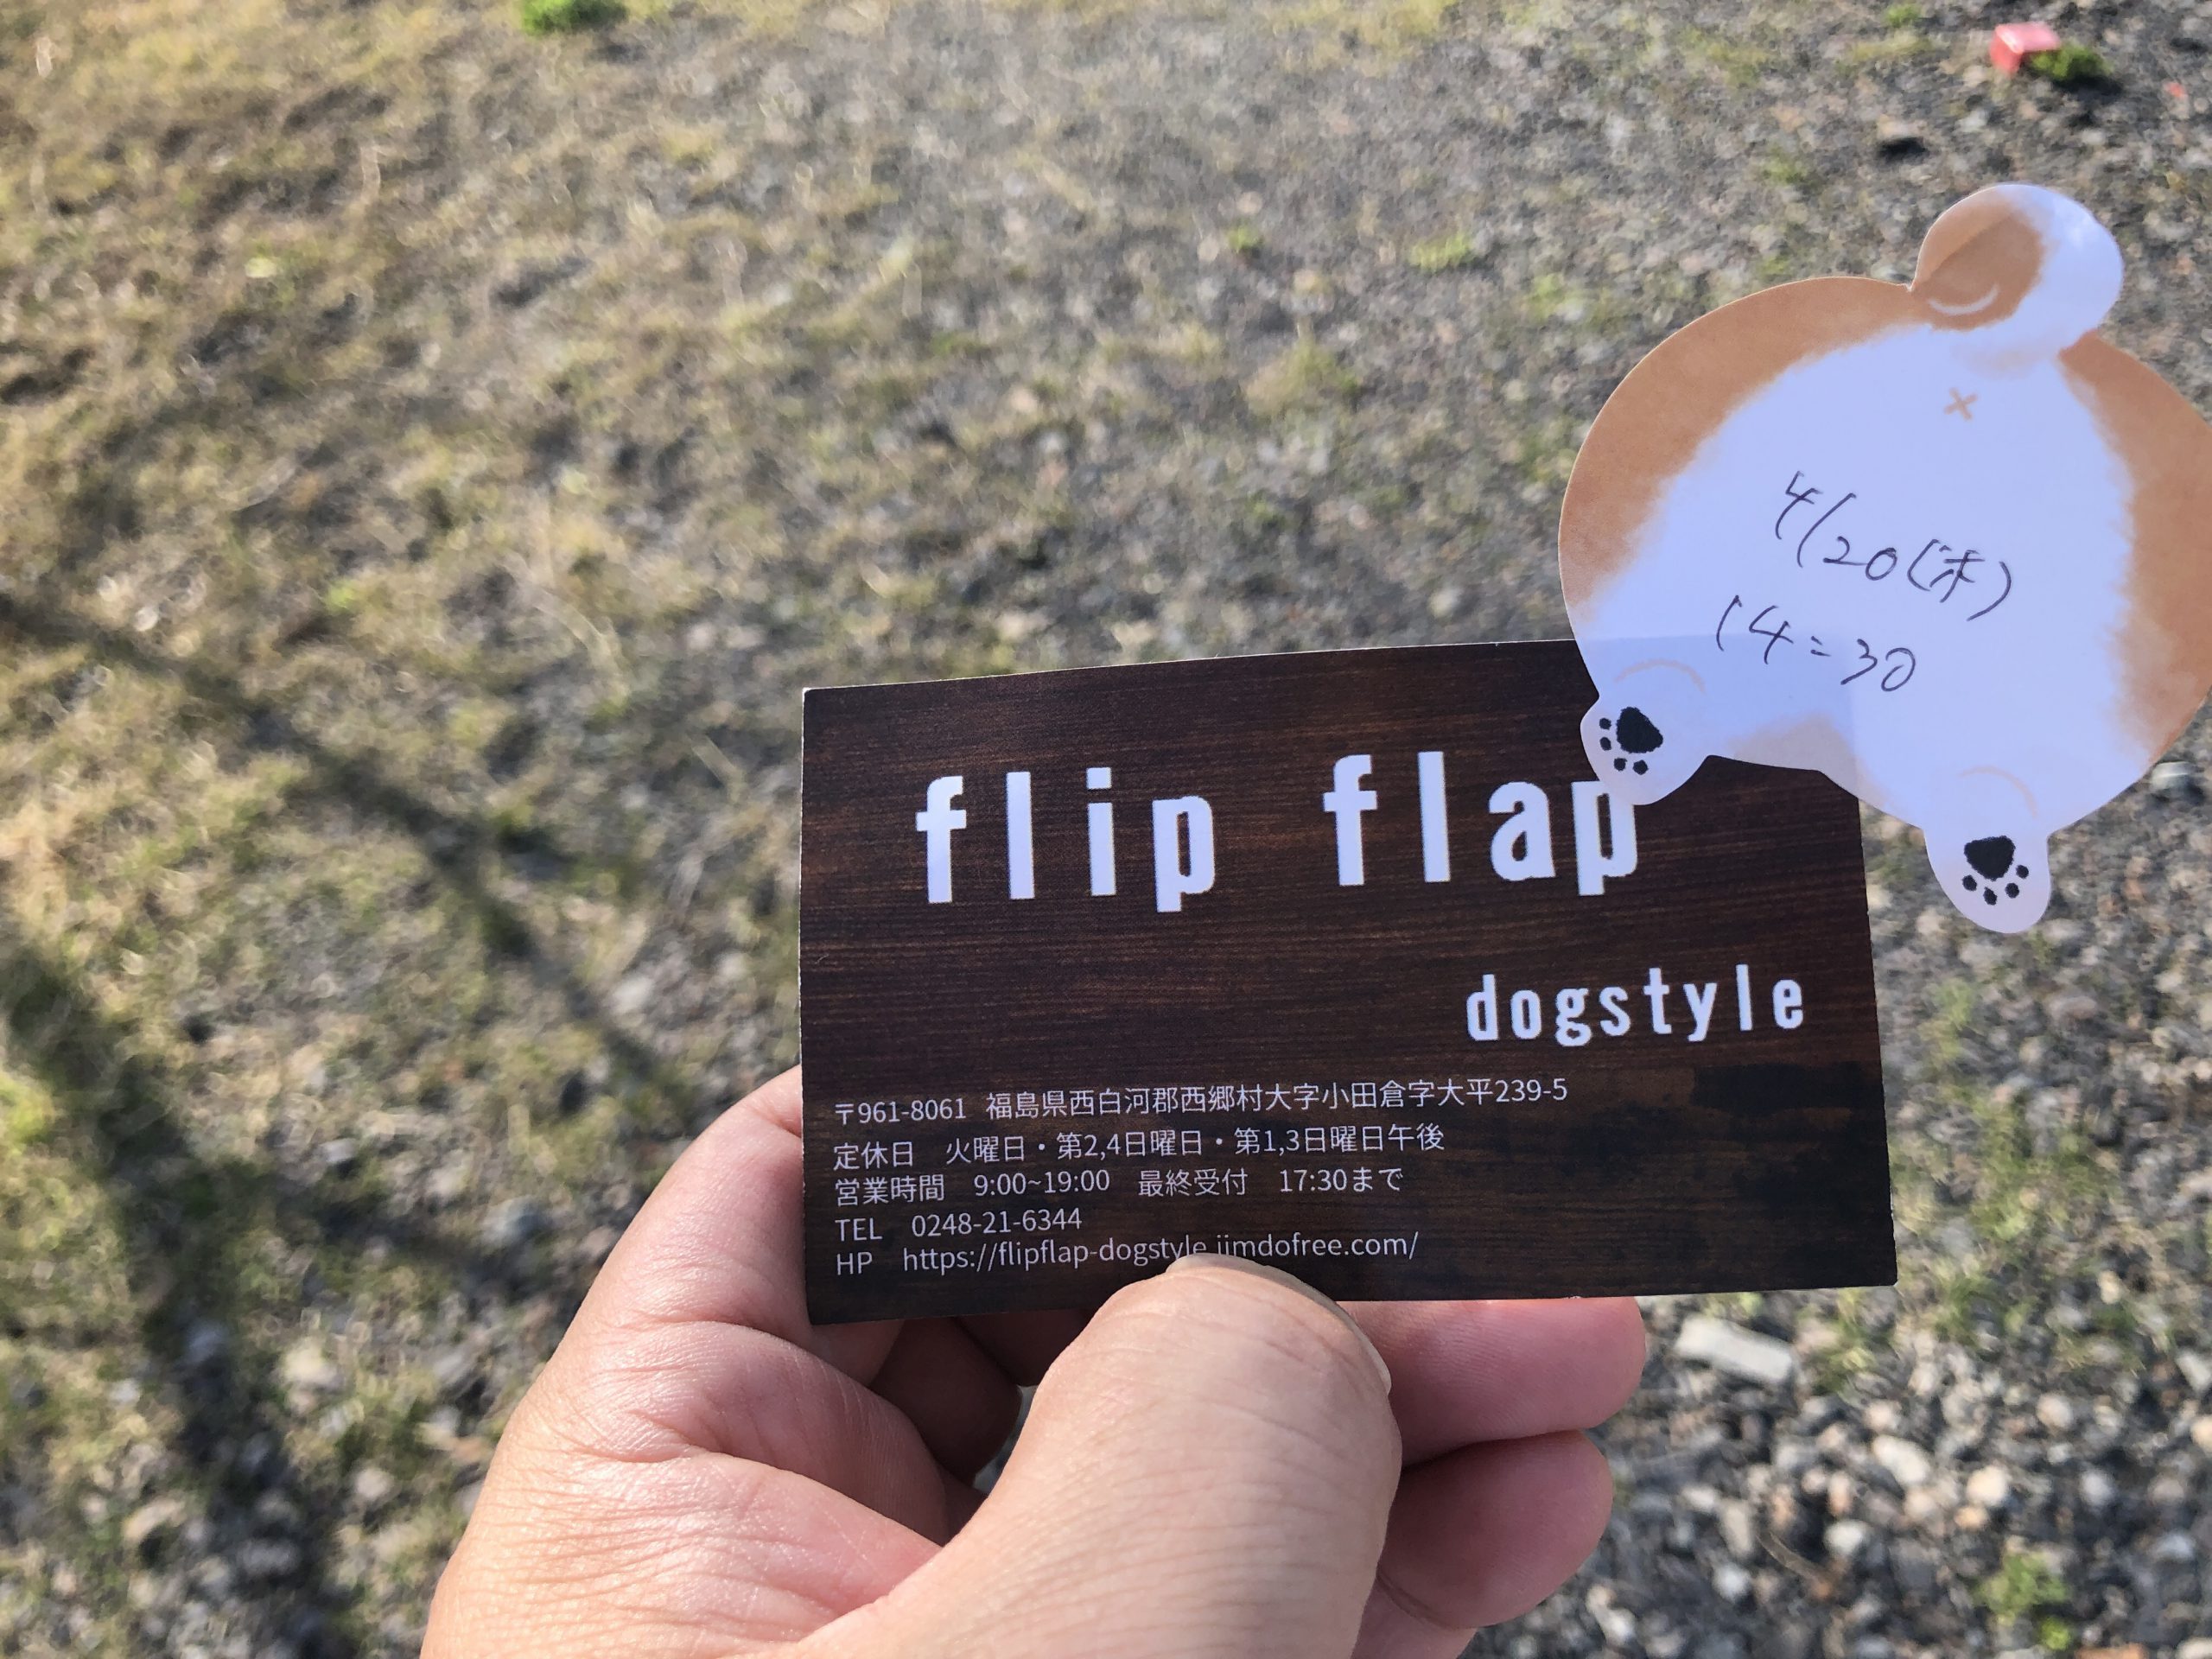 4/20(木)
14:30
flip flap
dogstyle
〒961-8061 福島県西白河郡西郷村大字小田倉字大平239-5
定休日 火曜日・第2,4日曜日・第1,3日曜日午後
営業時間 9:00~19:00 最終受付 17:30まで
TEL 0248-21-6344
HP https://flipflap-dogstyle.jimdofree.com/